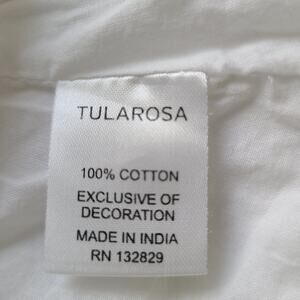 TULAROSA
100% COTTON
EXCLUSIVE OF
DECORATION
MADE IN INDIA
RN 132829